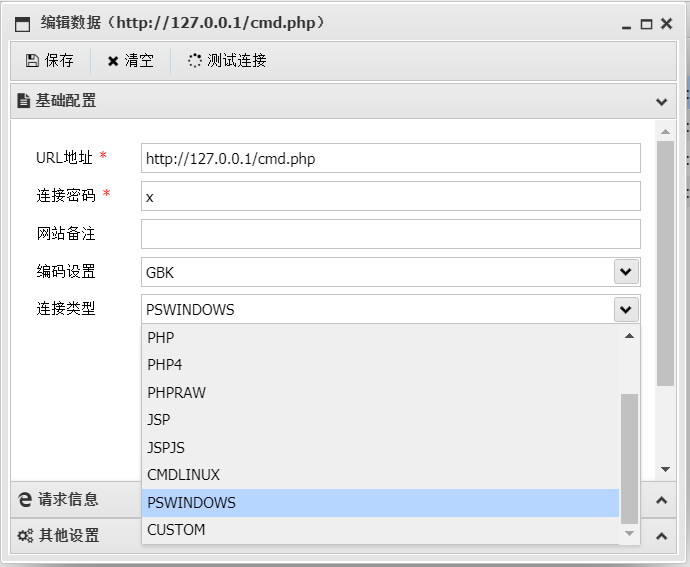 编辑数据（http://127.0.0.1/cmd.php）
保存 清空 测试连接
基础配置
URL地址 * http://127.0.0.1/cmd.php
连接密码 * x
网站备注
编码设置 GBK
连接类型 PSWINDOWS
PHP
PHP4
PHPRAW
JSP
JSPJS
CMDLINUX
PSWINDOWS
CUSTOM
请求信息
其他设置